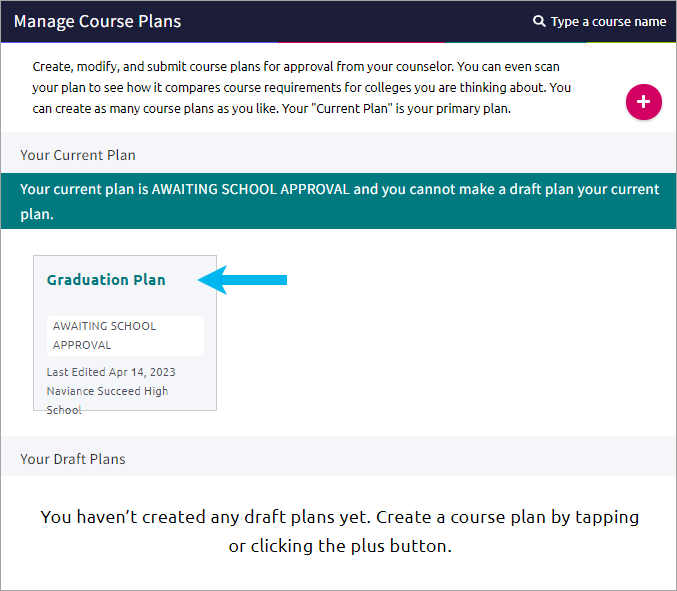 Manage Course Plans
Type a course name
Create, modify, and submit course plans for approval from your counselor. You can even scan
your plan to see how it compares course requirements for colleges you are thinking about. You
can create as many course plans as you like. Your "Current Plan" is your primary plan.
+
Your Current Plan
Your current plan is AWAITING SCHOOL APPROVAL and you cannot make a draft plan your current
plan.
Graduation Plan
AWAITING SCHOOL
APPROVAL
Last Edited Apr 14, 2023
Naviance Succeed High
School
Your Draft Plans
You haven’t created any draft plans yet. Create a course plan by tapping
or clicking the plus button.